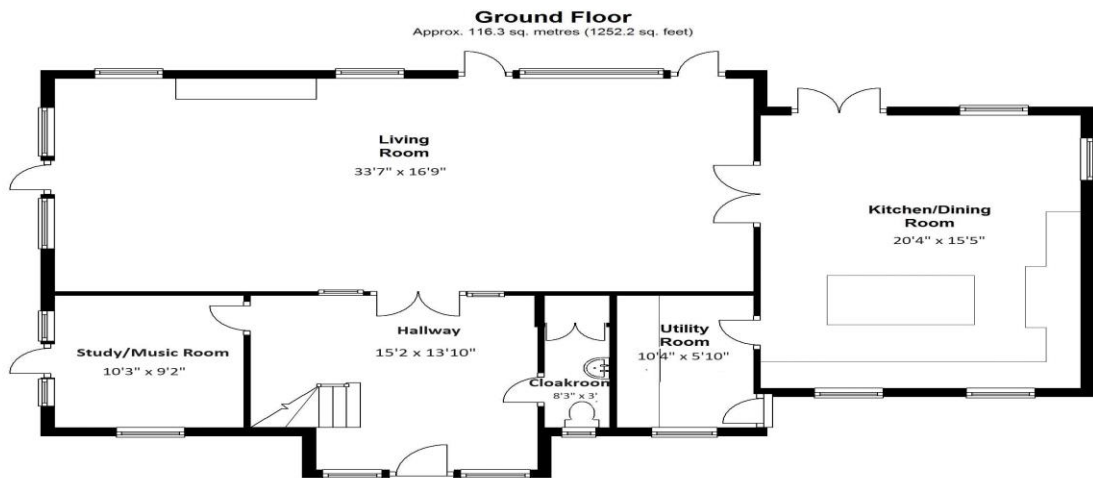 Ground Floor
Approx. 116.3 sq. metres (1252.2 sq. feet)
Living
Room
33'7" x 16'9"
Kitchen/Dining
Room
20'4" x 15'5"
Hallway
15'2 x 13'10"
Study/Music Room
10'3" x 9'2"
Cloakroom
8'3" x 3'
Utility
Room
10'4" x 5'10"